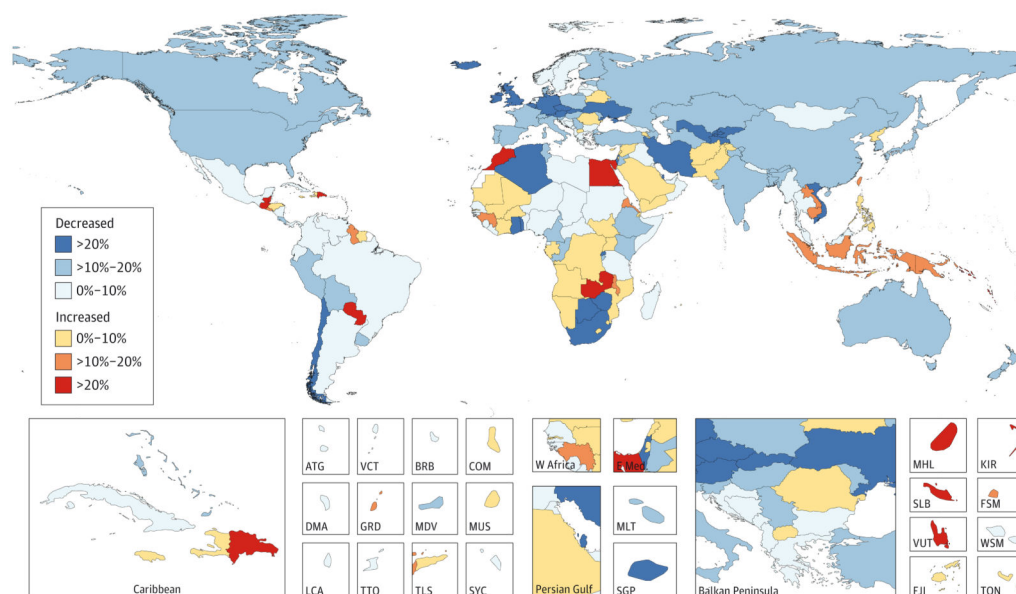 Decreased
>20%
>10%–20%
0%–10%
Increased
0%–10%
>10%–20%
>20%
Caribbean
ATG
VCT
BRB
COM
DMA
GRD
MDV
MUS
LCA
TTO
TLS
SYC
W Africa
E Med.
Persian Gulf
MLT
SGP
Balkan Peninsula
MHL
KIR
SLB
FSM
VUT
WSM
FJI
TON